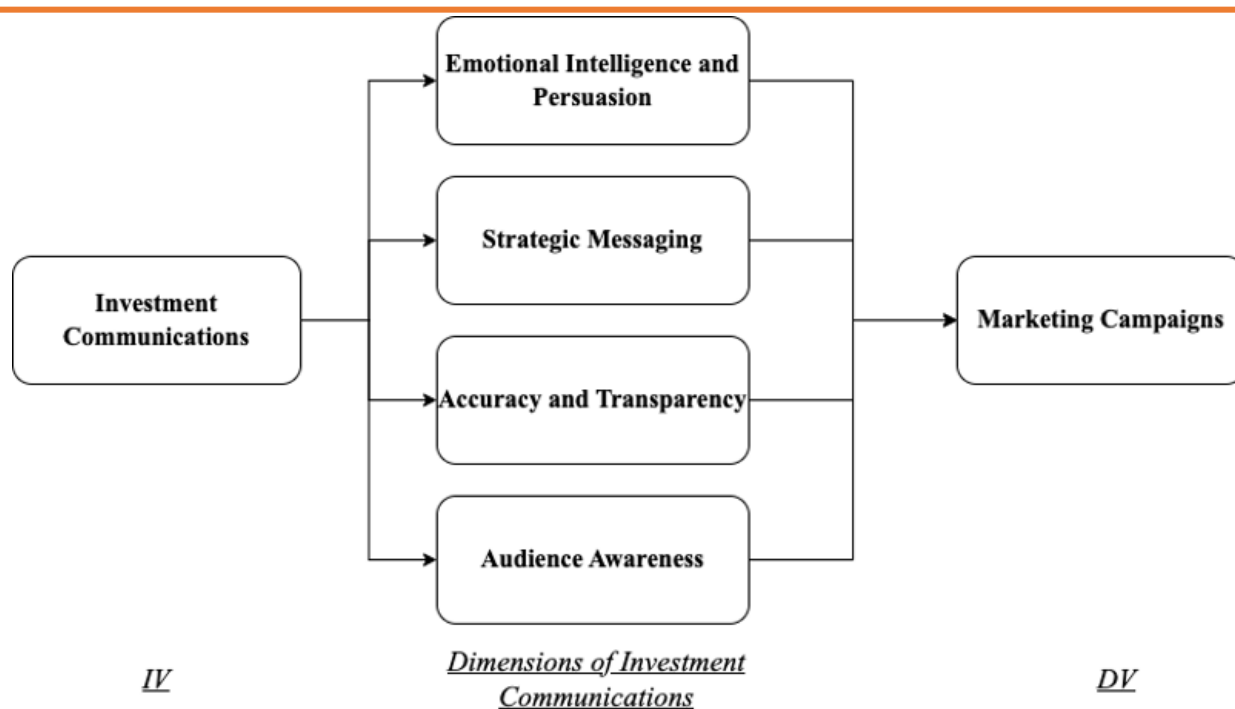 Emotional Intelligence and
Persuasion
Strategic Messaging
Investment
Communications
Marketing Campaigns
Accuracy and Transparency
Audience Awareness
IV
Dimensions of Investment
Communications
DV